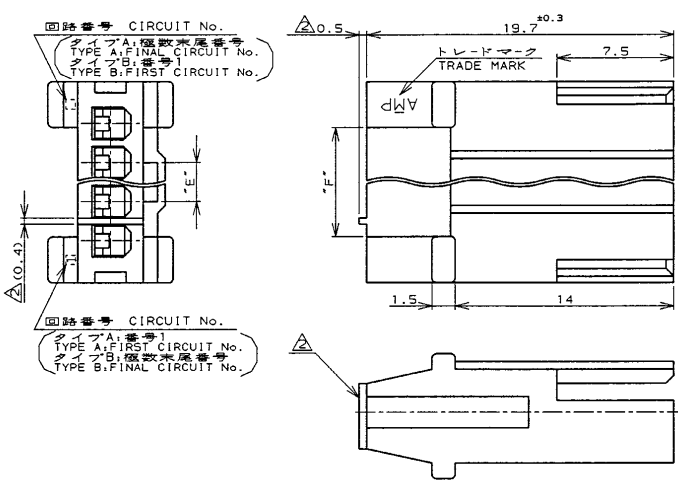 回路番号 CIRCUIT No.
タイプA:極数末尾番号
TYPE A:FINAL CIRCUIT No.
タイプB:番号1
TYPE B:FIRST CIRCUIT No.
2 0.5
19.7 ±0.3
トレードマーク
TRADE MARK
7.5
AMP
"E"
"F"
2 (0.4)
1.5
14
回路番号 CIRCUIT No.
タイプA:番号1
TYPE A:FIRST CIRCUIT No.
タイプB:極数末尾番号
TYPE B:FINAL CIRCUIT No.
2